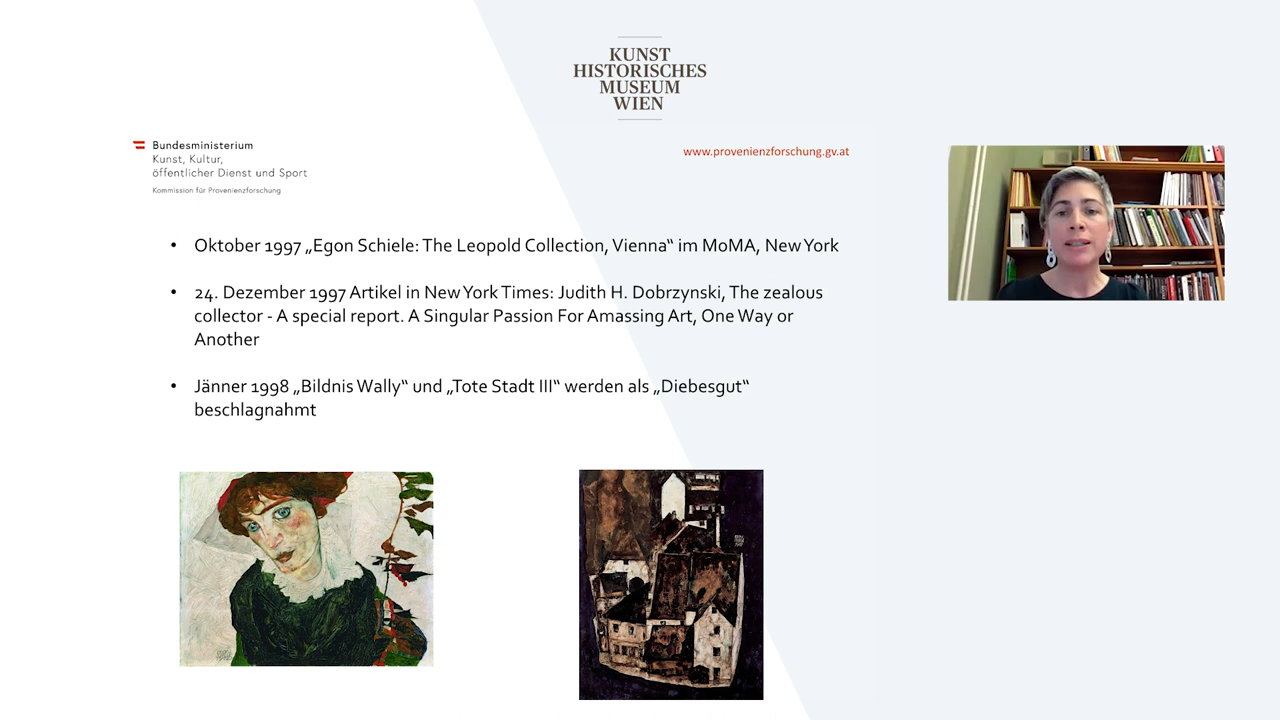 KUNST
HISTORISCHES
MUSEUM
WIEN
Bundesministerium
Kunst, Kultur,
öffentlicher Dienst und Sport
Kommission für Provenienzforschung
www.provenienzforschung.gv.at
• Oktober 1997 „Egon Schiele: The Leopold Collection, Vienna“ im MoMA, New York
• 24. Dezember 1997 Artikel in New York Times: Judith H. Dobrzynski, The zealous
collector - A special report. A Singular Passion For Amassing Art, One Way or
Another
• Jänner 1998 „Bildnis Wally“ und „Tote Stadt III“ werden als „Diebesgut“
beschlagnahmt